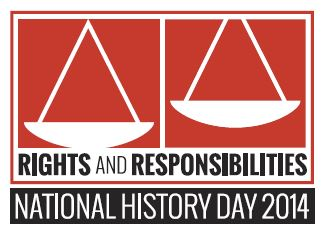 RIGHTS AND RESPONSIBILITIES
NATIONAL HISTORY DAY 2014